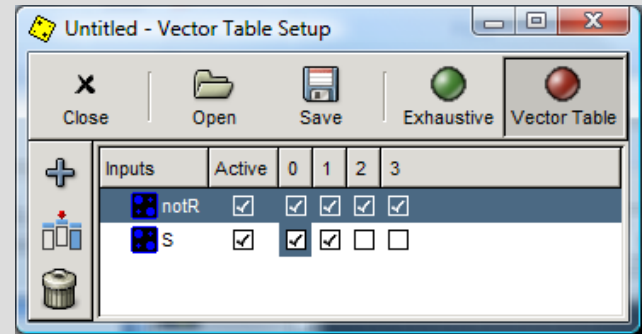 Untitled - Vector Table Setup
Close Open Save Exhaustive Vector Table
Inputs Active 0 1 2 3
notR
S